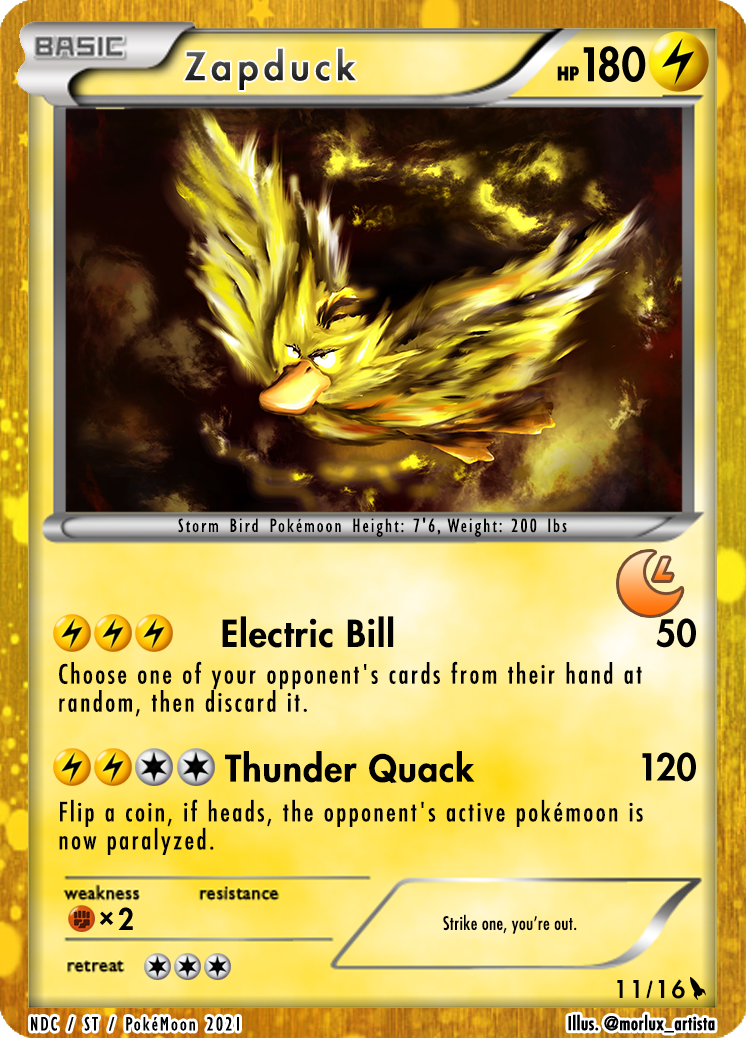 BASIC
Zapduck
HP 180
Storm Bird Pokémoon Height: 7'6, Weight: 200 lbs
Electric Bill 50
Choose one of your opponent's cards from their hand at
random, then discard it.
Thunder Quack 120
Flip a coin, if heads, the opponent's active pokémoon is
now paralyzed.
weakness resistance
×2
Strike one, you're out.
retreat
11/16
NDC / ST / PokéMoon 2021 Illus. @morlux_artista